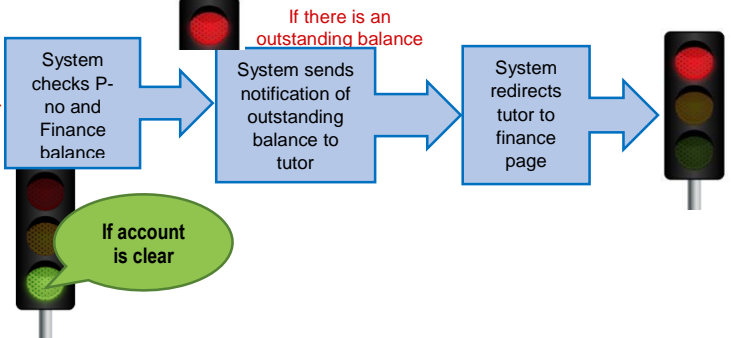 If there is an
outstanding balance
System
checks P-
no and
Finance
balance
System sends
notification of
outstanding
balance to
tutor
System
redirects
tutor to
finance
page
If account
is clear